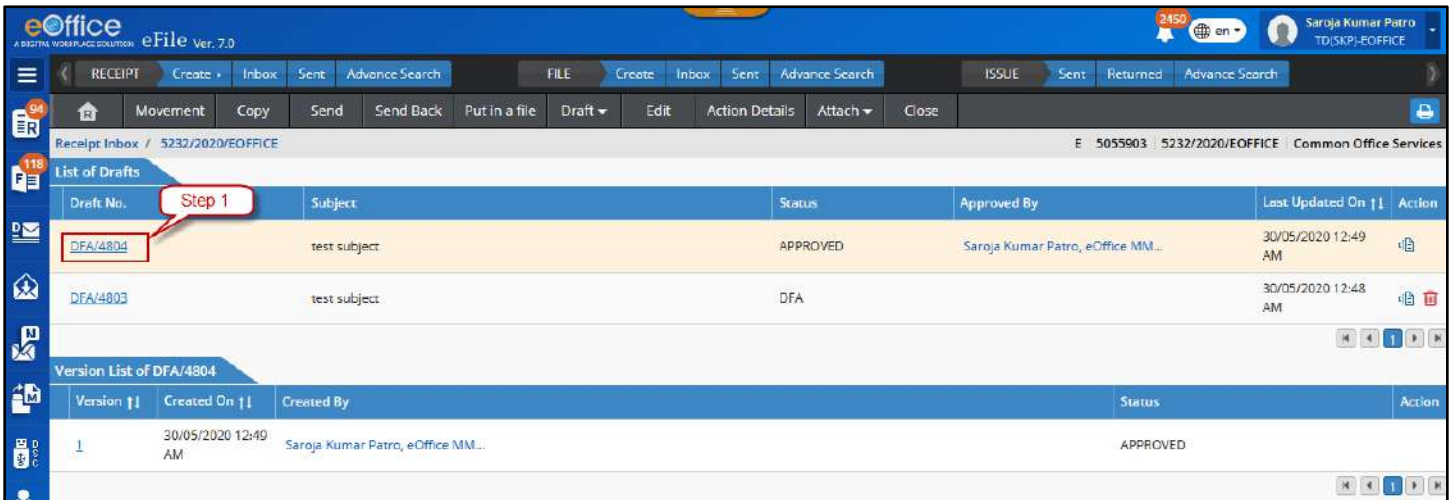 eOffice
A DIGITAL WORKPLACE SOLUTION eFile Ver. 7.0
2450 en Saroja Kumar Patro
TD(SKP)-EOFFICE
RECEIPT Create Inbox Sent Advance Search FILE Create Inbox Sent Advance Search ISSUE Sent Returned Advance Search
94 R Movement Copy Send Send Back Put in a file Draft Edit Action Details Attach Close
Receipt Inbox / 5232/2020/EOFFICE E 5055903 5232/2020/EOFFICE Common Office Services
118 List of Drafts
Draft No. Step 1 Subject Status Approved By Last Updated On Action
DFA/4804 test subject APPROVED Saroja Kumar Patro, eOffice MM... 30/05/2020 12:49
AM
DFA/4803 test subject DFA 30/05/2020 12:48
AM
1
Version List of DFA/4804
Version Created On Created By Status Action
1 30/05/2020 12:49
AM Saroja Kumar Patro, eOffice MM... APPROVED
DSC
1